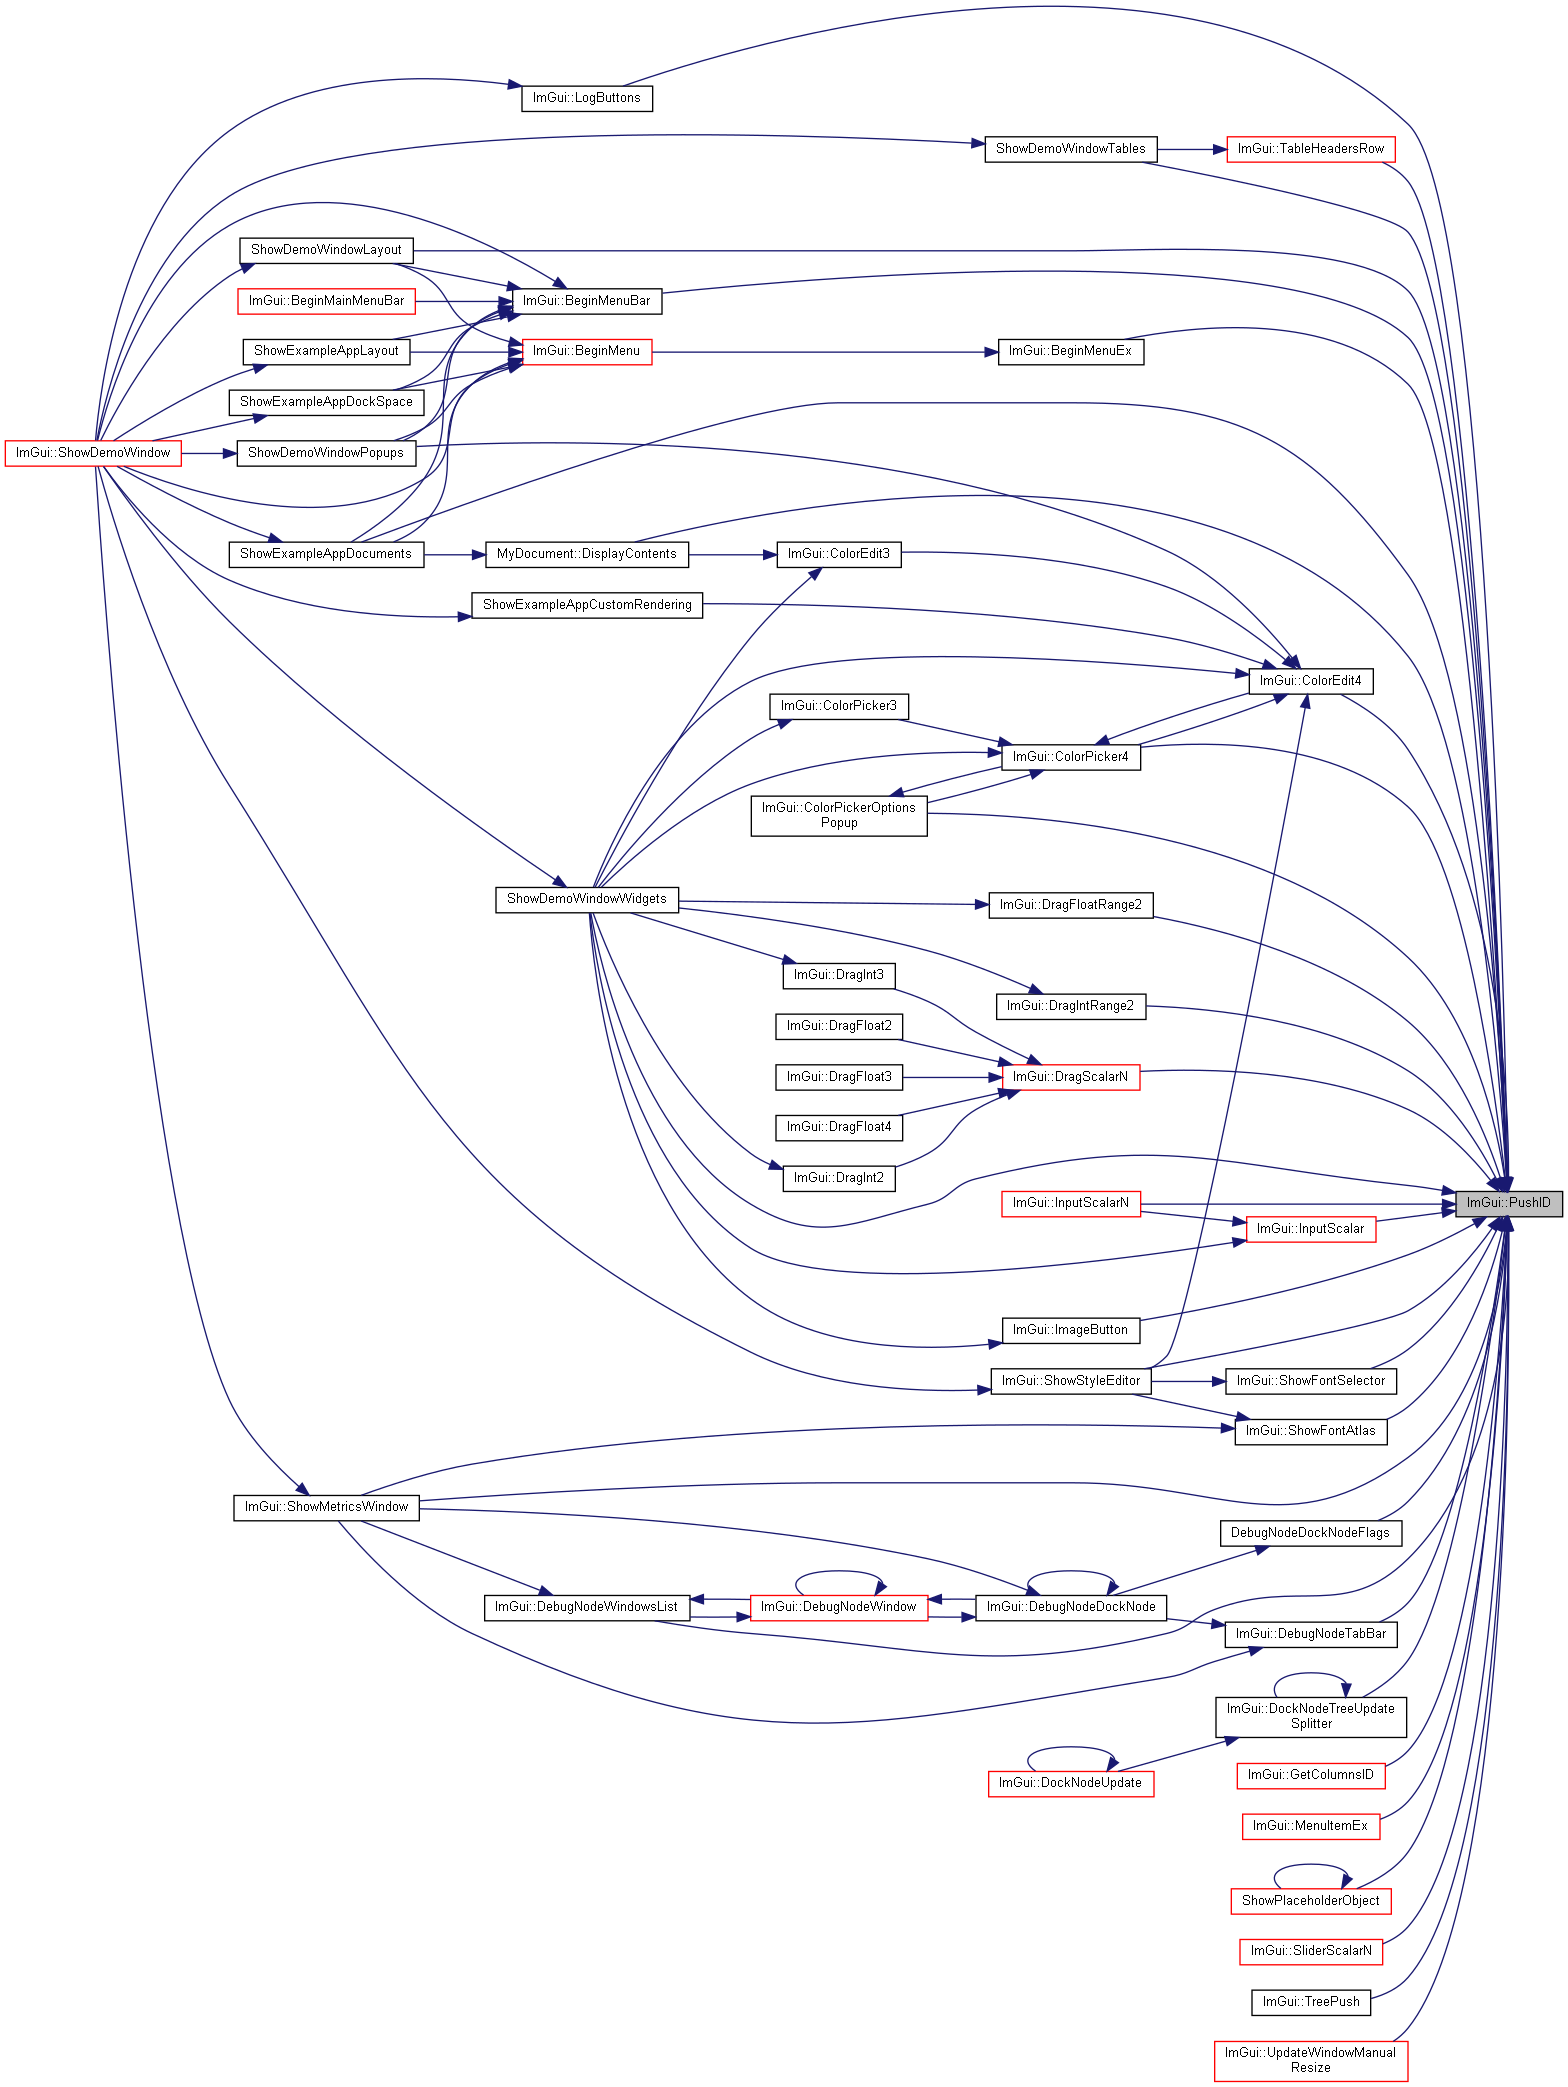 ImGui::LogButtons
ShowDemoWindowTables
ImGui::TableHeadersRow
ShowDemoWindowLayout
ImGui::BeginMainMenuBar
ImGui::BeginMenuBar
ShowExampleAppLayout
ImGui::BeginMenu
ImGui::BeginMenuEx
ShowExampleAppDockSpace
ImGui::ShowDemoWindow
ShowDemoWindowPopups
ShowExampleAppDocuments
MyDocument::DisplayContents
ImGui::ColorEdit3
ShowExampleAppCustomRendering
ImGui::ColorEdit4
ImGui::ColorPicker3
ImGui::ColorPicker4
ImGui::ColorPickerOptions
Popup
ShowDemoWindowWidgets
ImGui::DragFloatRange2
ImGui::DragInt3
ImGui::DragIntRange2
ImGui::DragFloat2
ImGui::DragFloat3
ImGui::DragScalarN
ImGui::DragFloat4
ImGui::DragInt2
ImGui::InputScalarN
ImGui::PushID
ImGui::InputScalar
ImGui::ImageButton
ImGui::ShowStyleEditor
ImGui::ShowFontSelector
ImGui::ShowFontAtlas
ImGui::ShowMetricsWindow
DebugNodeDockNodeFlags
ImGui::DebugNodeWindowsList
ImGui::DebugNodeWindow
ImGui::DebugNodeDockNode
ImGui::DebugNodeTabBar
ImGui::DockNodeTreeUpdate
Splitter
ImGui::DockNodeUpdate
ImGui::GetColumnsID
ImGui::MenuItemEx
ShowPlaceholderObject
ImGui::SliderScalarN
ImGui::TreePush
ImGui::UpdateWindowManual
Resize